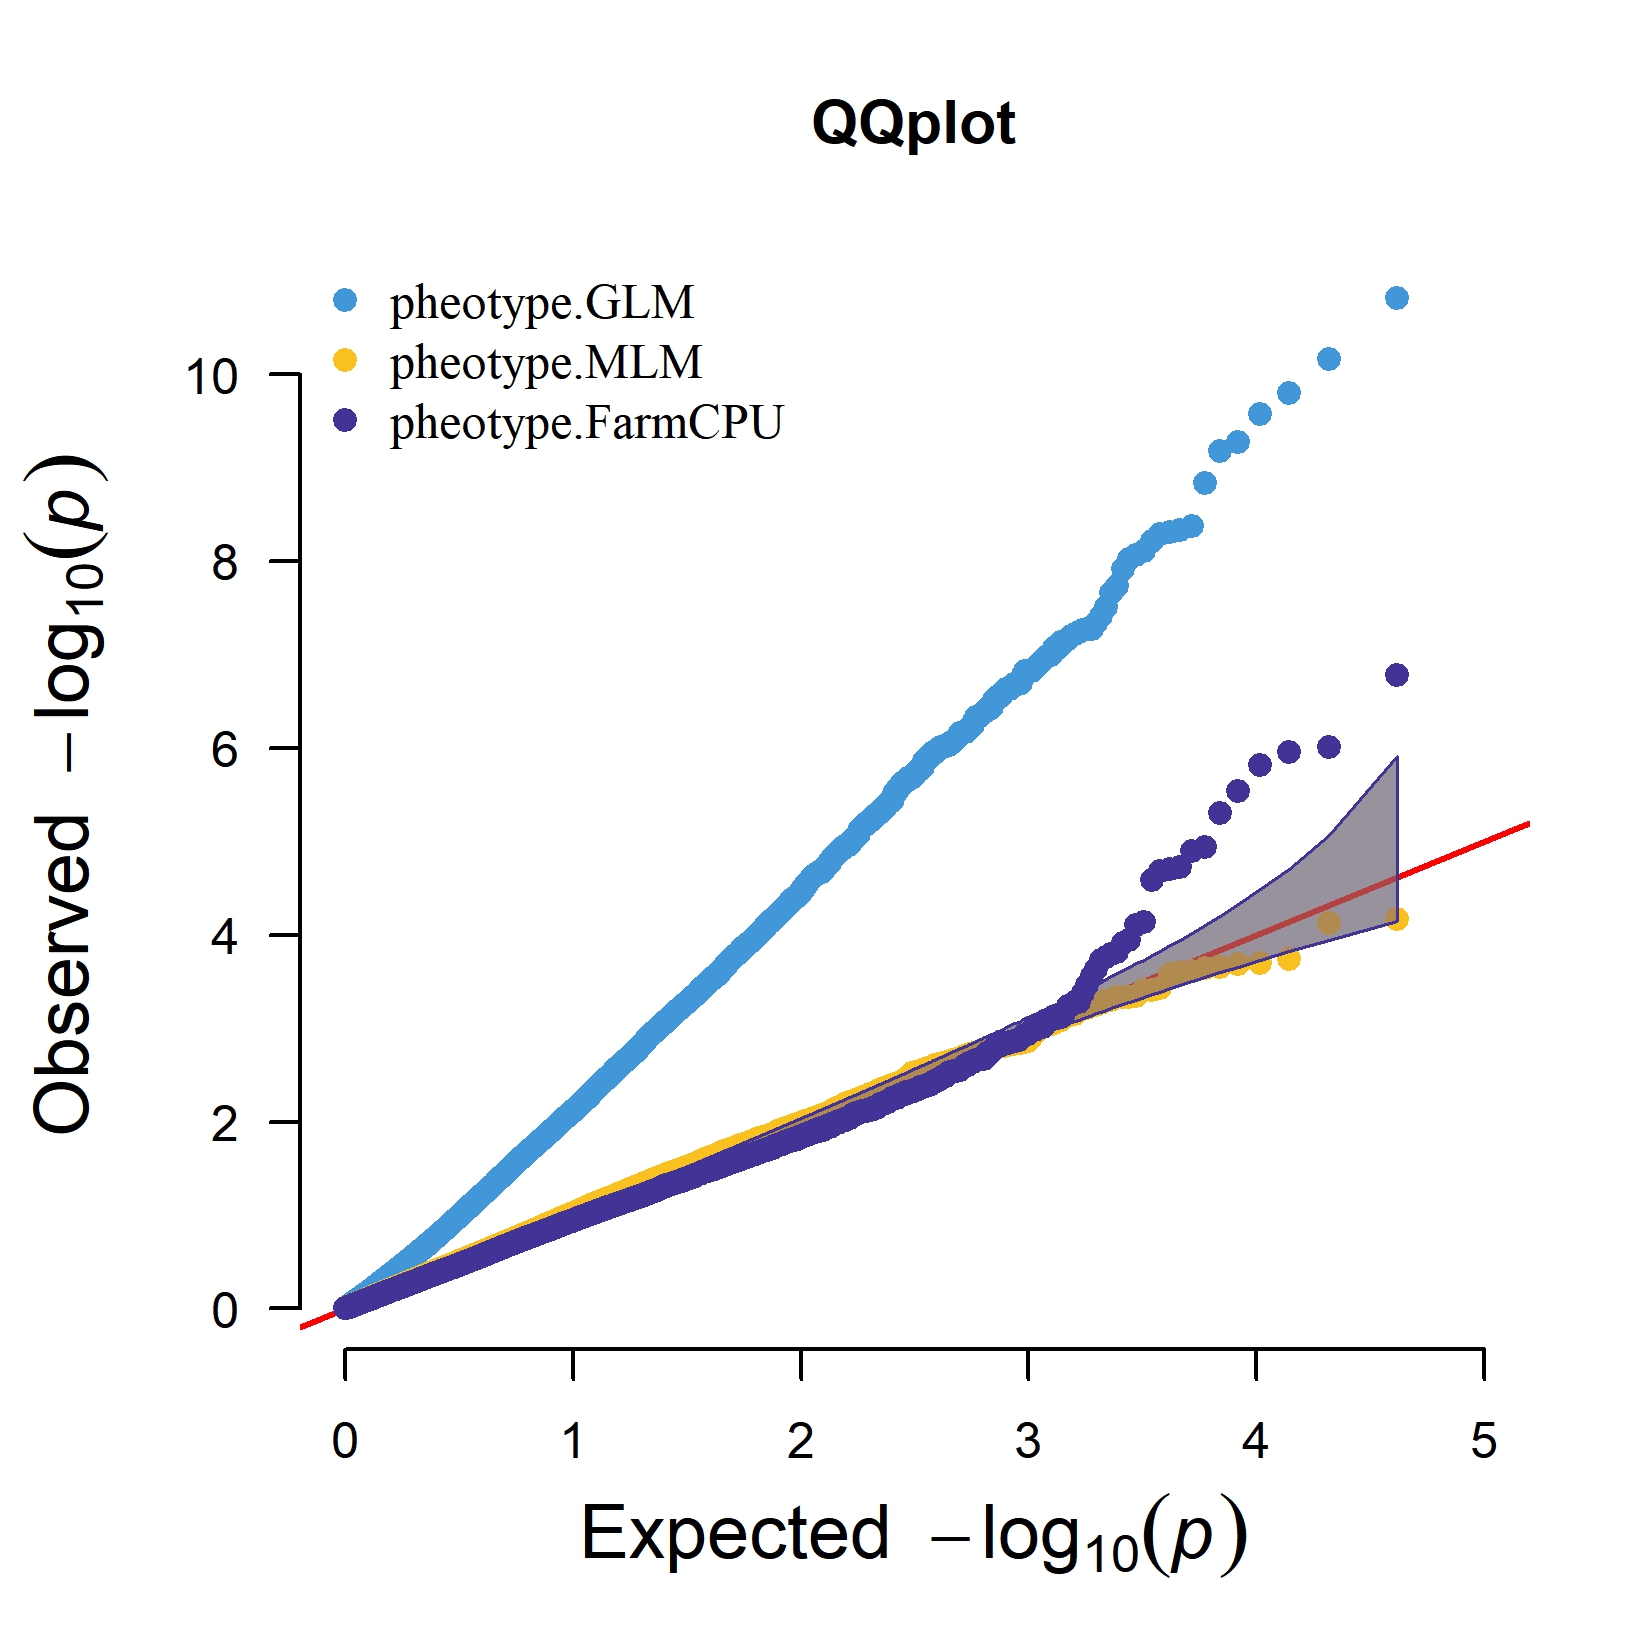 QQplot
pheotype.GLM
pheotype.MLM
pheotype.FarmCPU
10
8
6
4
2
0
Observed −log₁₀(p)
0 1 2 3 4 5
Expected −log₁₀(p)